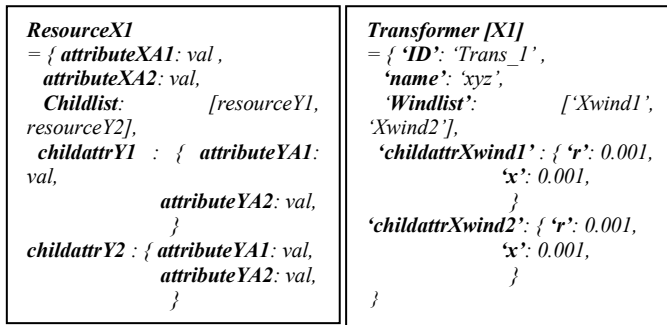 ResourceX1
= { attributeXA1: val ,
attributeXA2: val,
Childlist: [resourceY1,
resourceY2],
childattrY1 : { attributeYA1:
val,
attributeYA2: val,
}
childattrY2 : { attributeYA1: val,
attributeYA2: val,
}
Transformer [X1]
= { ‘ID’: ‘Trans_1’ ,
‘name’: ‘xyz’,
‘Windlist’: [‘Xwind1’,
‘Xwind2’],
‘childattrXwind1’ : { ‘r’: 0.001,
‘x’: 0.001,
}
‘childattrXwind2’: { ‘r’: 0.001,
‘x’: 0.001,
}
}